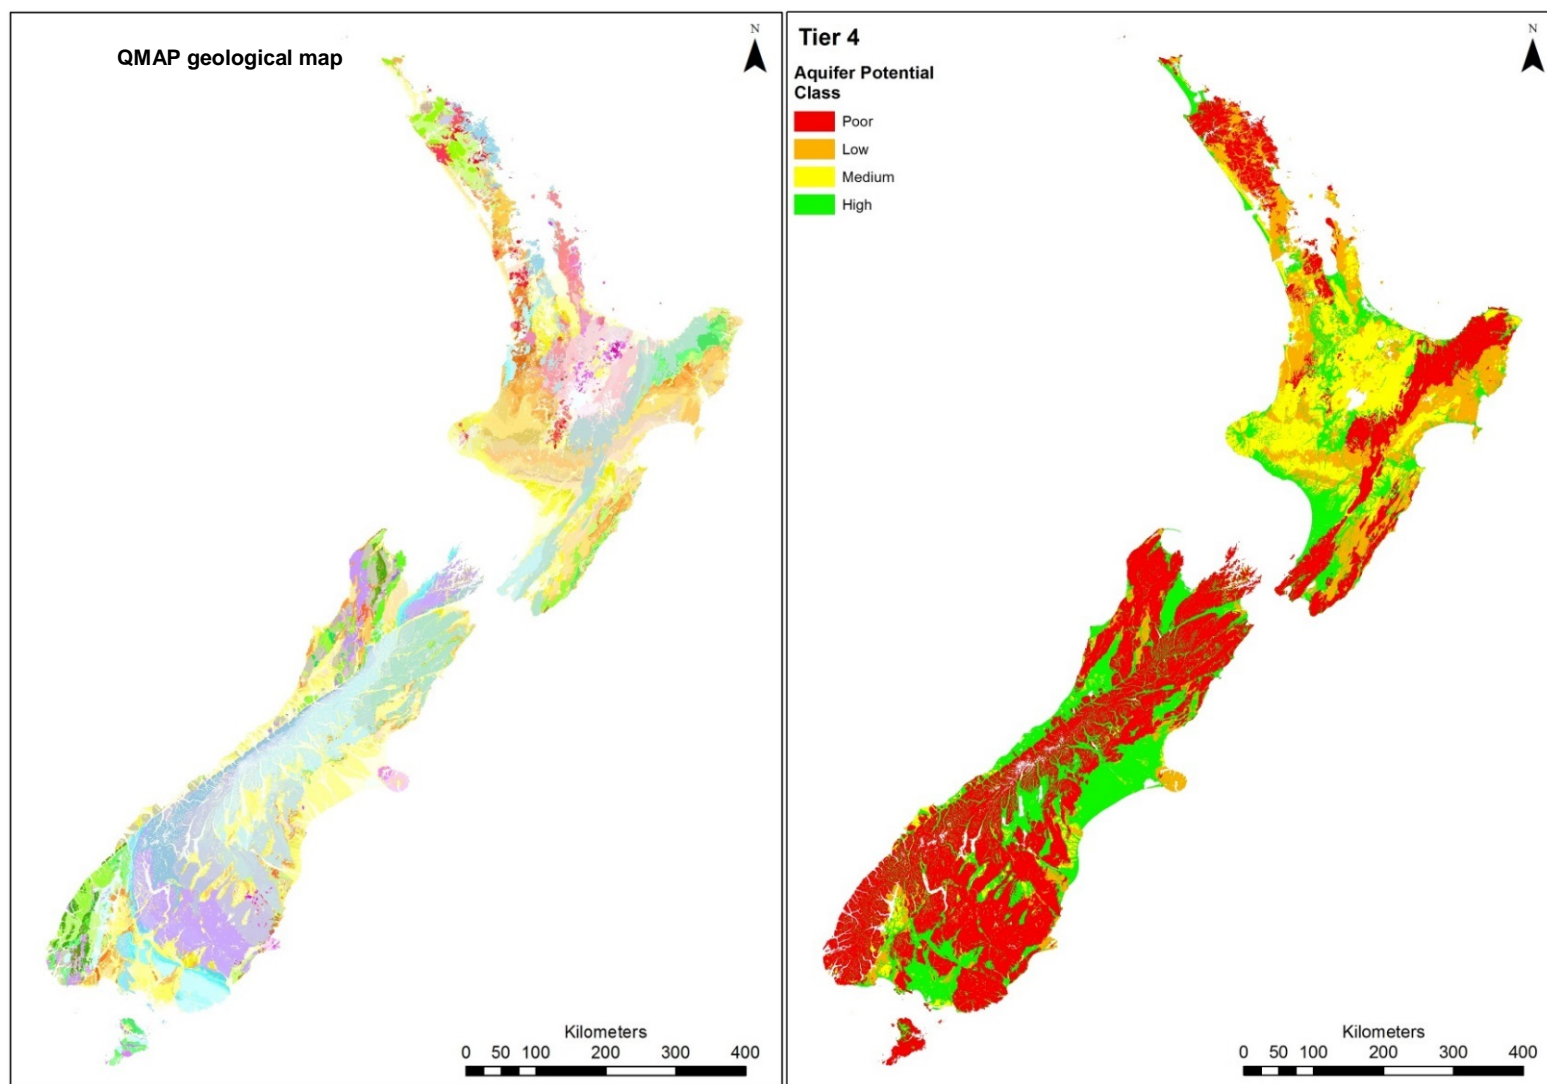 QMAP geological map
N
Kilometers
0 50 100 200 300 400
Tier 4
N
Aquifer Potential
Class
Poor
Low
Medium
High
Kilometers
0 50 100 200 300 400